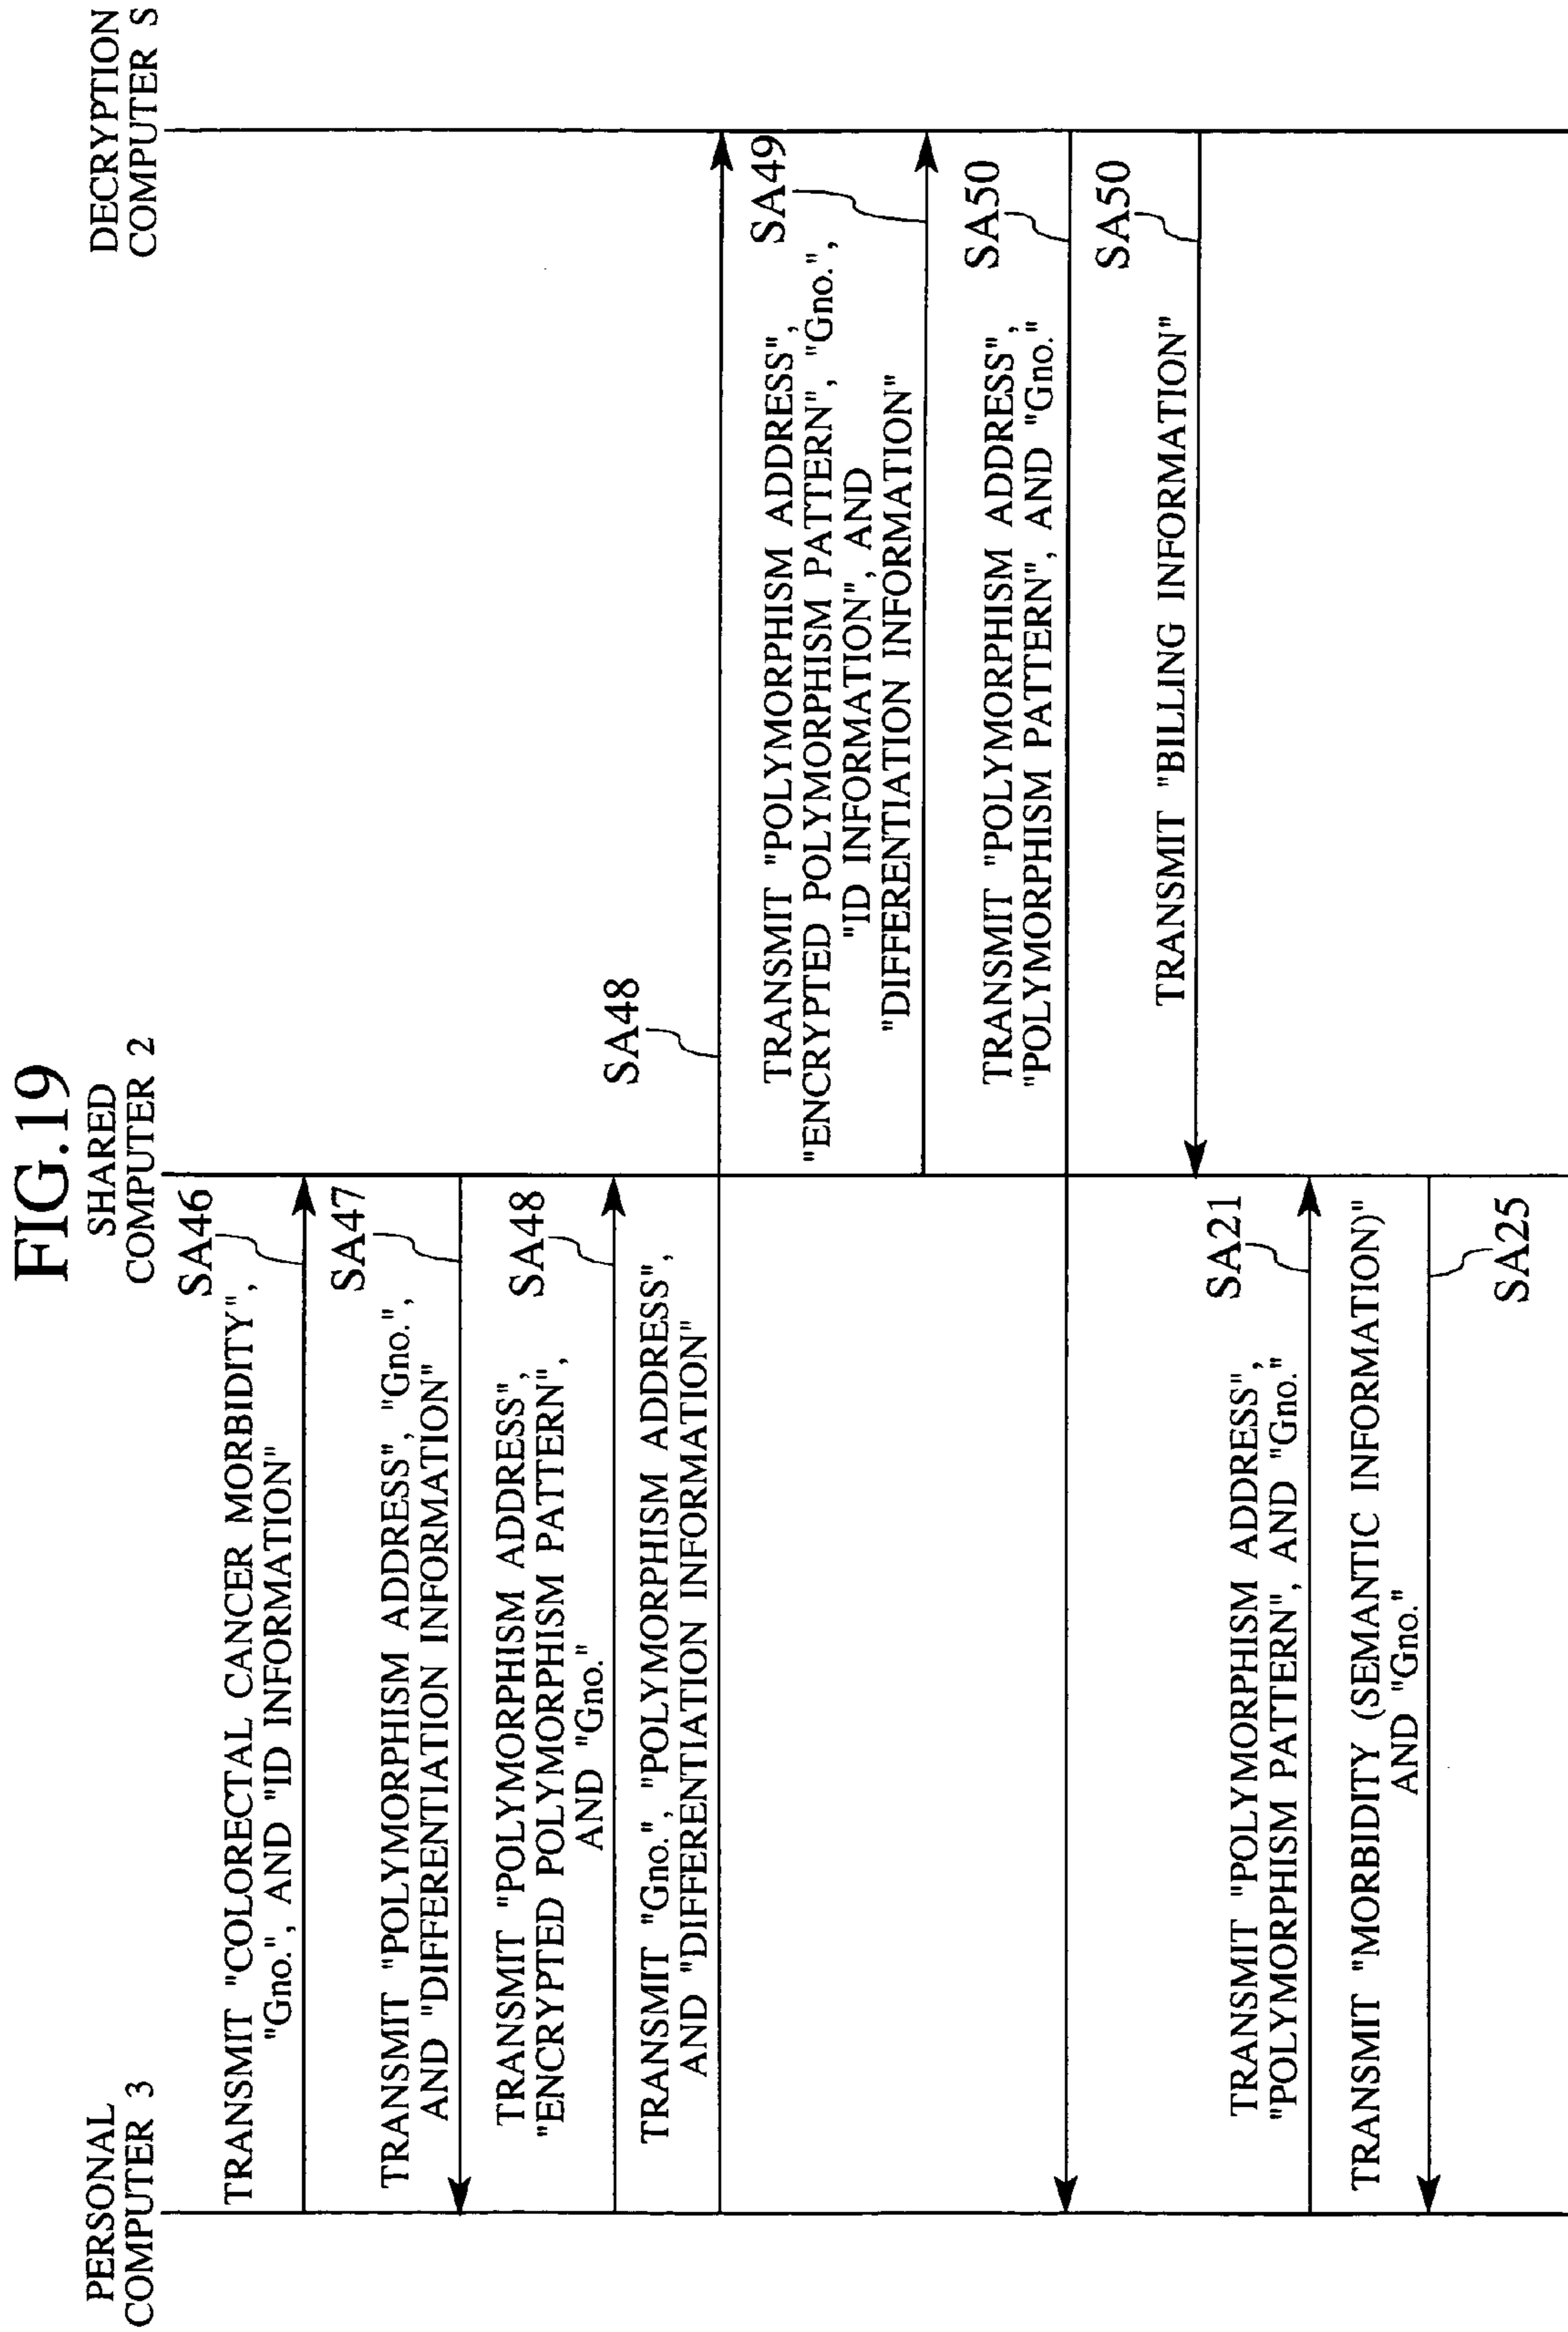 FIG.19
PERSONAL
COMPUTER 3
SHARED
COMPUTER 2
DECRYPTION
COMPUTER S
SA46
TRANSMIT "COLORECTAL CANCER MORBIDITY",
"Gno.", AND "ID INFORMATION"
SA47
TRANSMIT "POLYMORPHISM ADDRESS", "Gno.",
AND "DIFFERENTIATION INFORMATION"
SA48
TRANSMIT "POLYMORPHISM ADDRESS",
"ENCRYPTED POLYMORPHISM PATTERN",
AND "Gno."
SA48
TRANSMIT "Gno.", "POLYMORPHISM ADDRESS",
AND "DIFFERENTIATION INFORMATION"
SA49
TRANSMIT "POLYMORPHISM ADDRESS",
"ENCRYPTED POLYMORPHISM PATTERN", "Gno.",
"ID INFORMATION", AND
"DIFFERENTIATION INFORMATION"
SA50
TRANSMIT "POLYMORPHISM ADDRESS",
"POLYMORPHISM PATTERN", AND "Gno."
SA50
TRANSMIT "BILLING INFORMATION"
SA21
TRANSMIT "POLYMORPHISM ADDRESS",
"POLYMORPHISM PATTERN", AND "Gno."
TRANSMIT "MORBIDITY (SEMANTIC INFORMATION)"
AND "Gno."
SA25